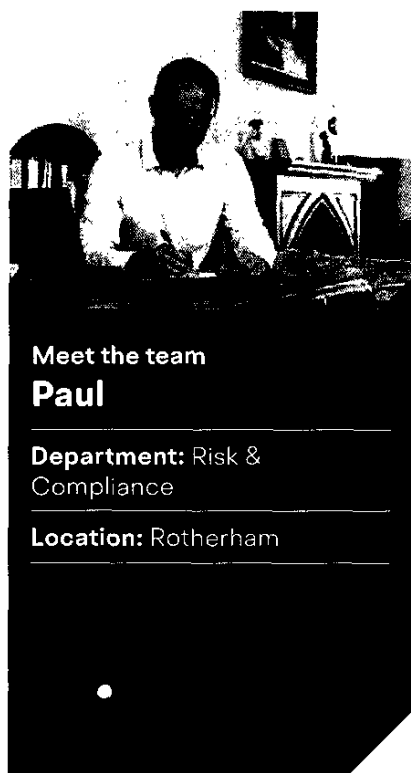 Meet the team
Paul
Department: Risk &
Compliance
Location: Rotherham